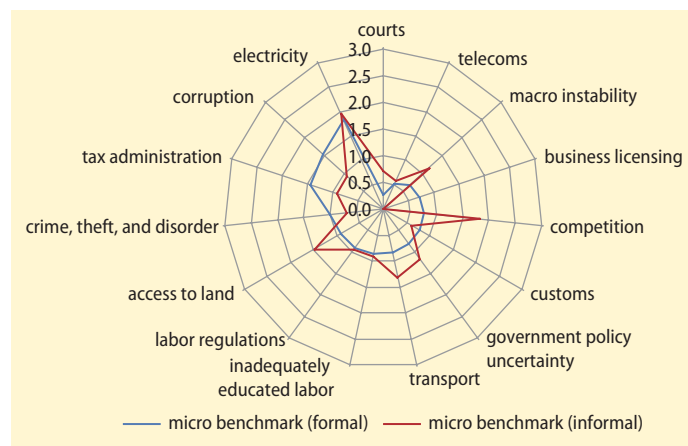 courts
electricity
telecoms
corruption
macro instability
tax administration
business licensing
crime, theft, and disorder
competition
access to land
customs
labor regulations
government policy
uncertainty
inadequately
educated labor
transport
3.0
2.5
2.0
1.5
1.0
0.5
0.0
micro benchmark (formal)
micro benchmark (informal)